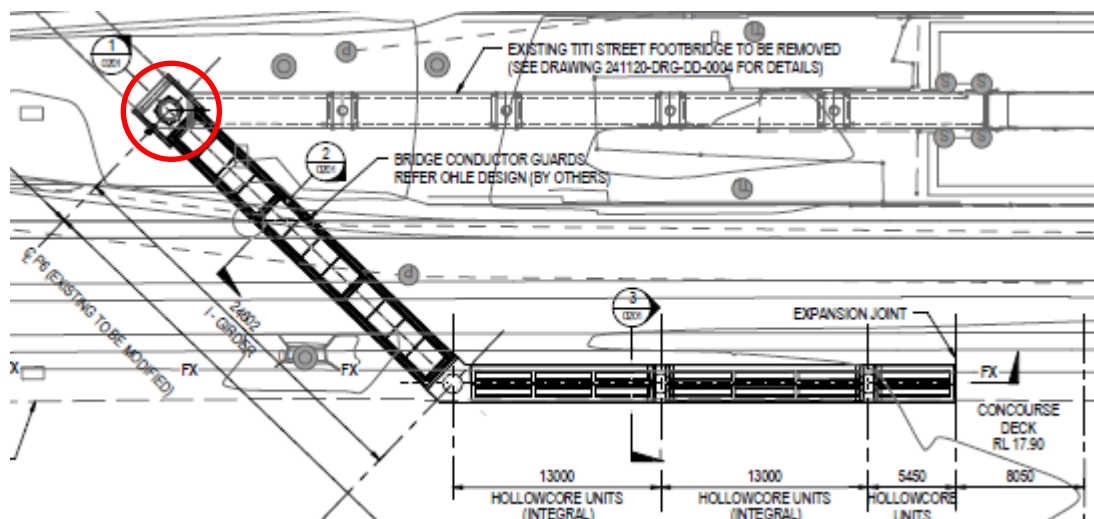 1
0201
EXISTING TITI STREET FOOTBRIDGE TO BE REMOVED
(SEE DRAWING 241120-DRG-DD-0004 FOR DETAILS)
P
S
S
S
S
2
0201
BRIDGE CONDUCTOR GUARDS
REFER OHLE DESIGN (BY OTHERS)
P
℄ P6 (EXISTING TO BE MODIFIED)
24602
I - GIRDER
3
0201
EXPANSION JOINT
X
FX
FX
FX
CONCOURSE
DECK
RL 17.90
13000
HOLLOWCORE UNITS
(INTEGRAL)
13000
HOLLOWCORE UNITS
(INTEGRAL)
5450
HOLLOWCORE
UNITS
8050